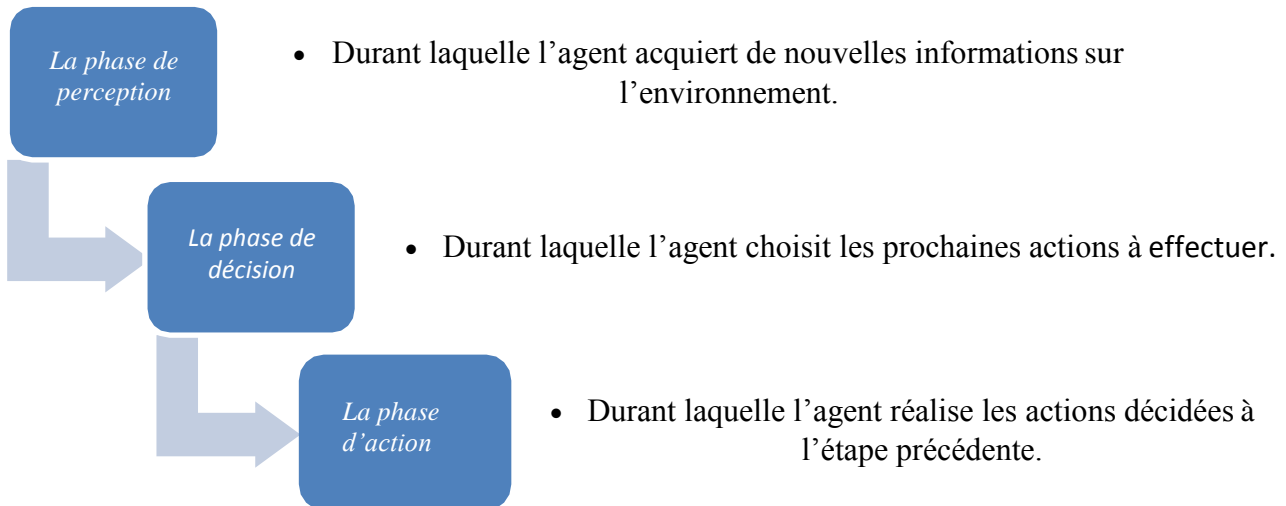 La phase de
perception
• Durant laquelle l’agent acquiert de nouvelles informations sur
l’environnement.
La phase de
décision
• Durant laquelle l’agent choisit les prochaines actions à effectuer.
La phase
d’action
• Durant laquelle l’agent réalise les actions décidées à
l’étape précédente.